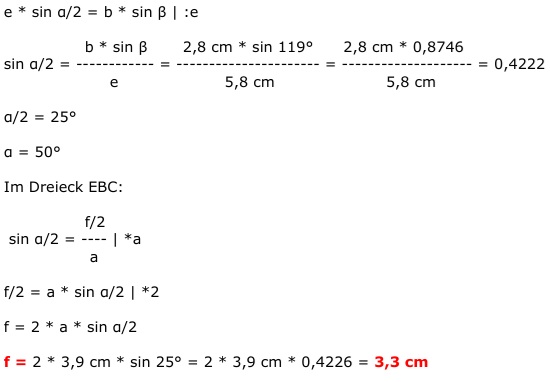 e * sin α/2 = b * sin β | :e
b * sin β 2,8 cm * sin 119° 2,8 cm * 0,8746
sin α/2 = ------------ = ---------------------- = -------------------- = 0,4222
e 5,8 cm 5,8 cm
α/2 = 25°
α = 50°
Im Dreieck EBC:
f/2
sin α/2 = ---- | *a
a
f/2 = a * sin α/2 | *2
f = 2 * a * sin α/2
f = 2 * 3,9 cm * sin 25° = 2 * 3,9 cm * 0,4226 = 3,3 cm